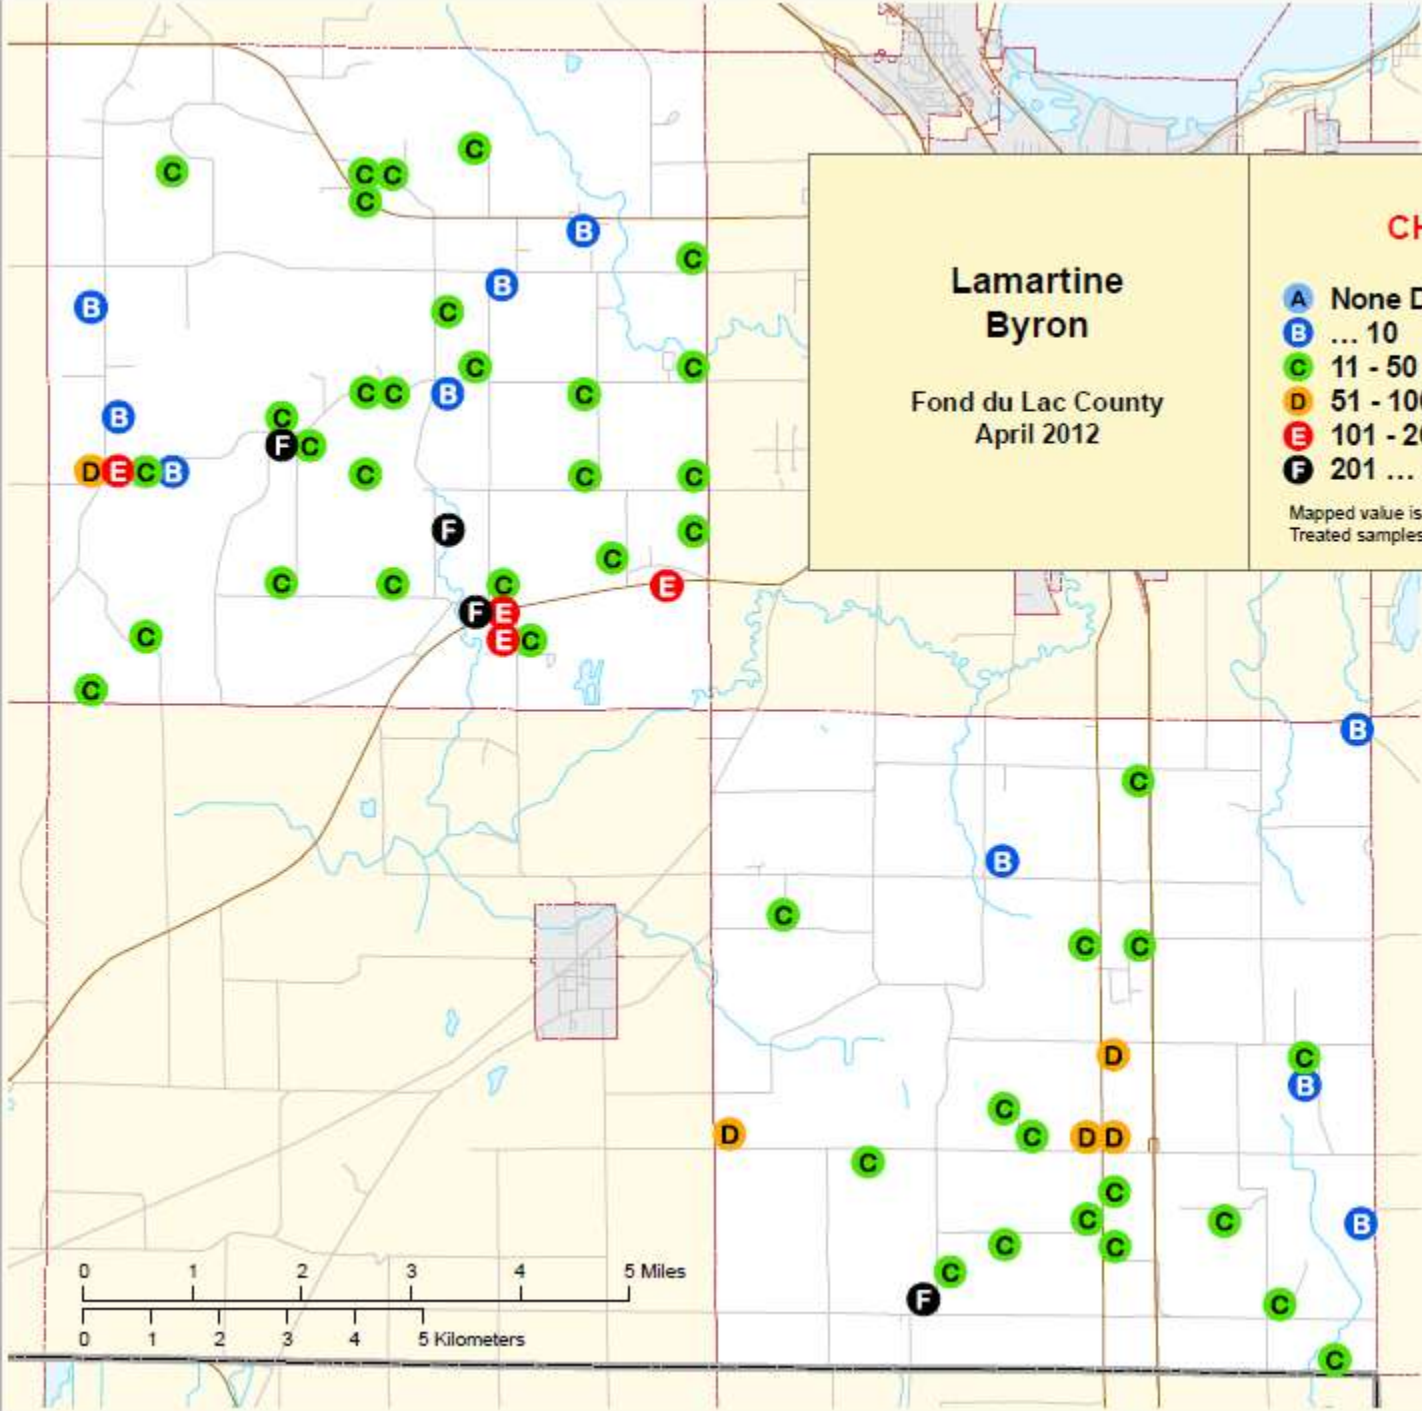 Lamartine
Byron
Fond du Lac County
April 2012
A None
B … 10
C 11 - 50
D 51 -
E 101 -
F 201 …
Mapped value is
Treated samples
C
C C
C
C
B
C
B
B
C
C
C
C C
B
C
B
C
F C
D E C B
C
C
C
F
C
C
C
C
C
E
F E
E C
C
C
B
C
B
C
C
C
D
C
B
C
C
D
D D
C
C
C
C
B
C
C
C
F
C
C
0 1 2 3 4 5 Miles
0 1 2 3 4 5 Kilometers